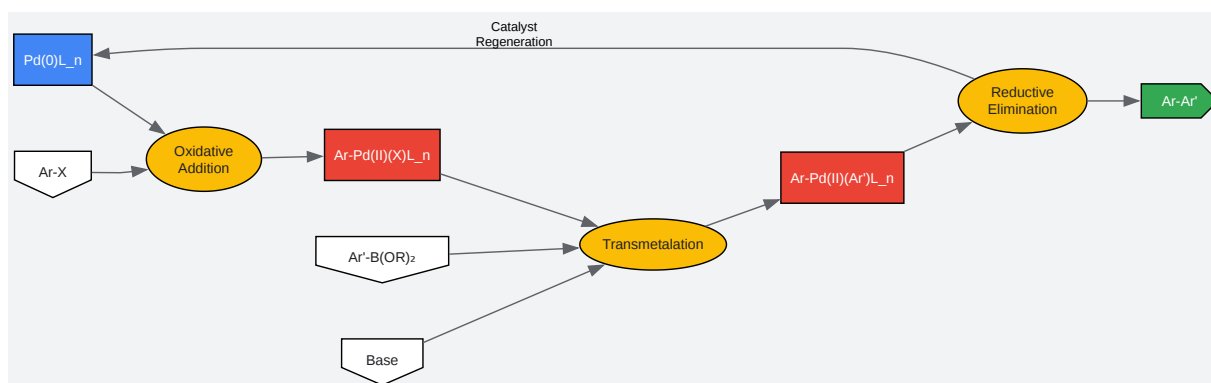 Catalyst
Regeneration
Pd(0)L_n
Reductive
Elimination
Ar-Ar'
Oxidative
Addition
Ar-Pd(II)(X)L_n
Ar-X
Ar-Pd(II)(Ar')L_n
Transmetalation
Ar'-B(OR)₂
Base